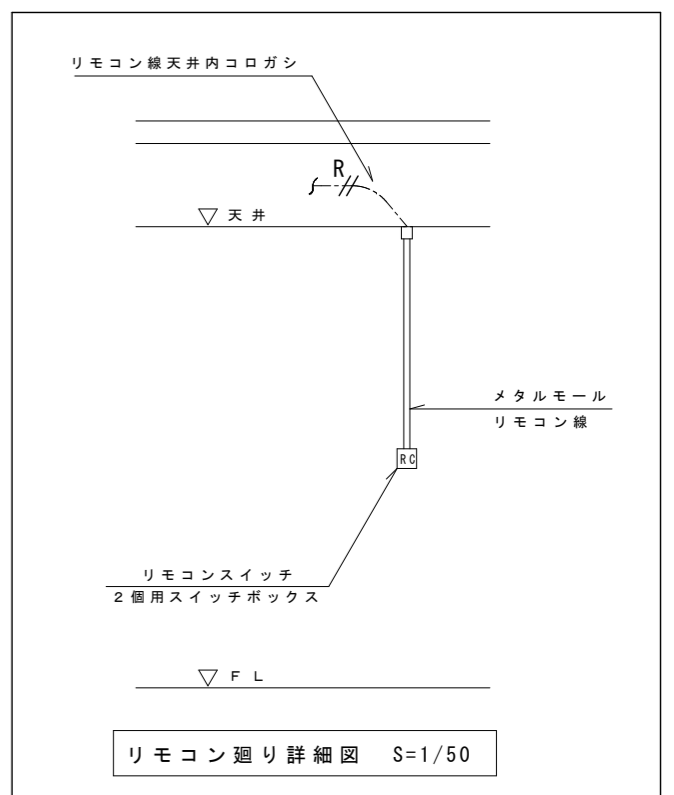 リモコン線天井内コロガシ
R
天井
メタルモール
リモコン線
RC
リモコンスイッチ
2個用スイッチボックス
FL
リモコン廻り詳細図 S=1/50